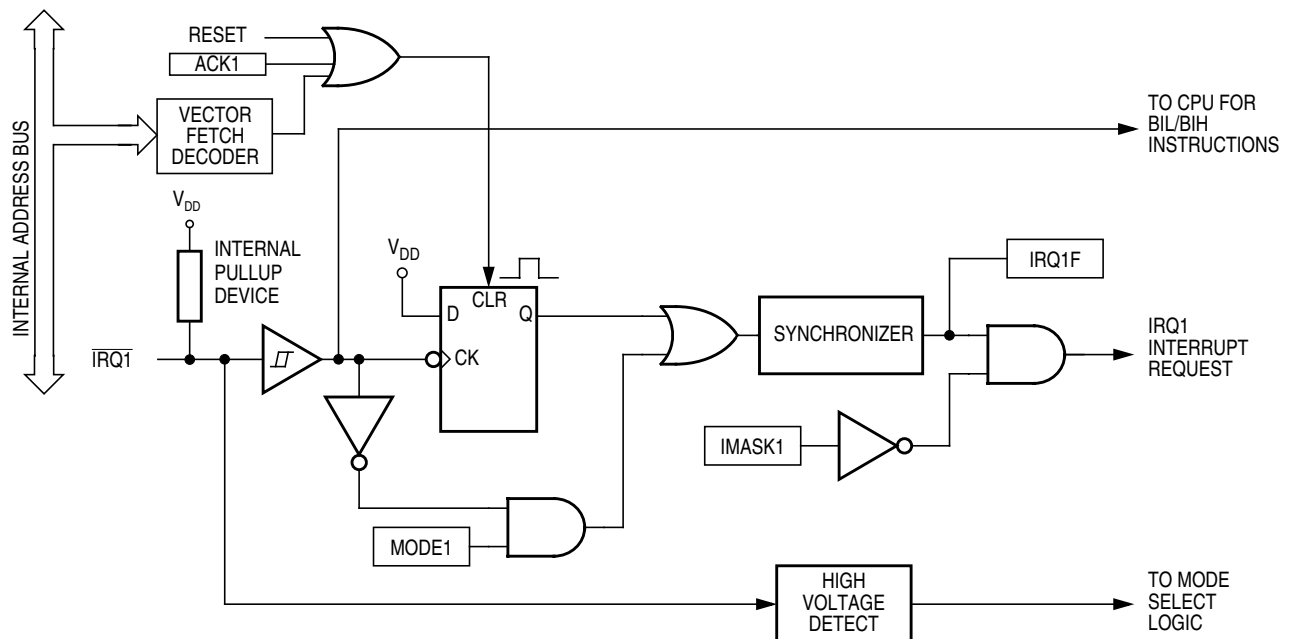 INTERNAL ADDRESS BUS
RESET
ACK1
VECTOR
FETCH
DECODER
TO CPU FOR
BIL/BIH
INSTRUCTIONS
VDD
INTERNAL
PULLUP
DEVICE
VDD
CLR
D
Q
CK
SYNCHRONIZER
IRQ1F
IRQ1
INTERRUPT
REQUEST
IRQ1
IMASK1
MODE1
HIGH
VOLTAGE
DETECT
TO MODE
SELECT
LOGIC